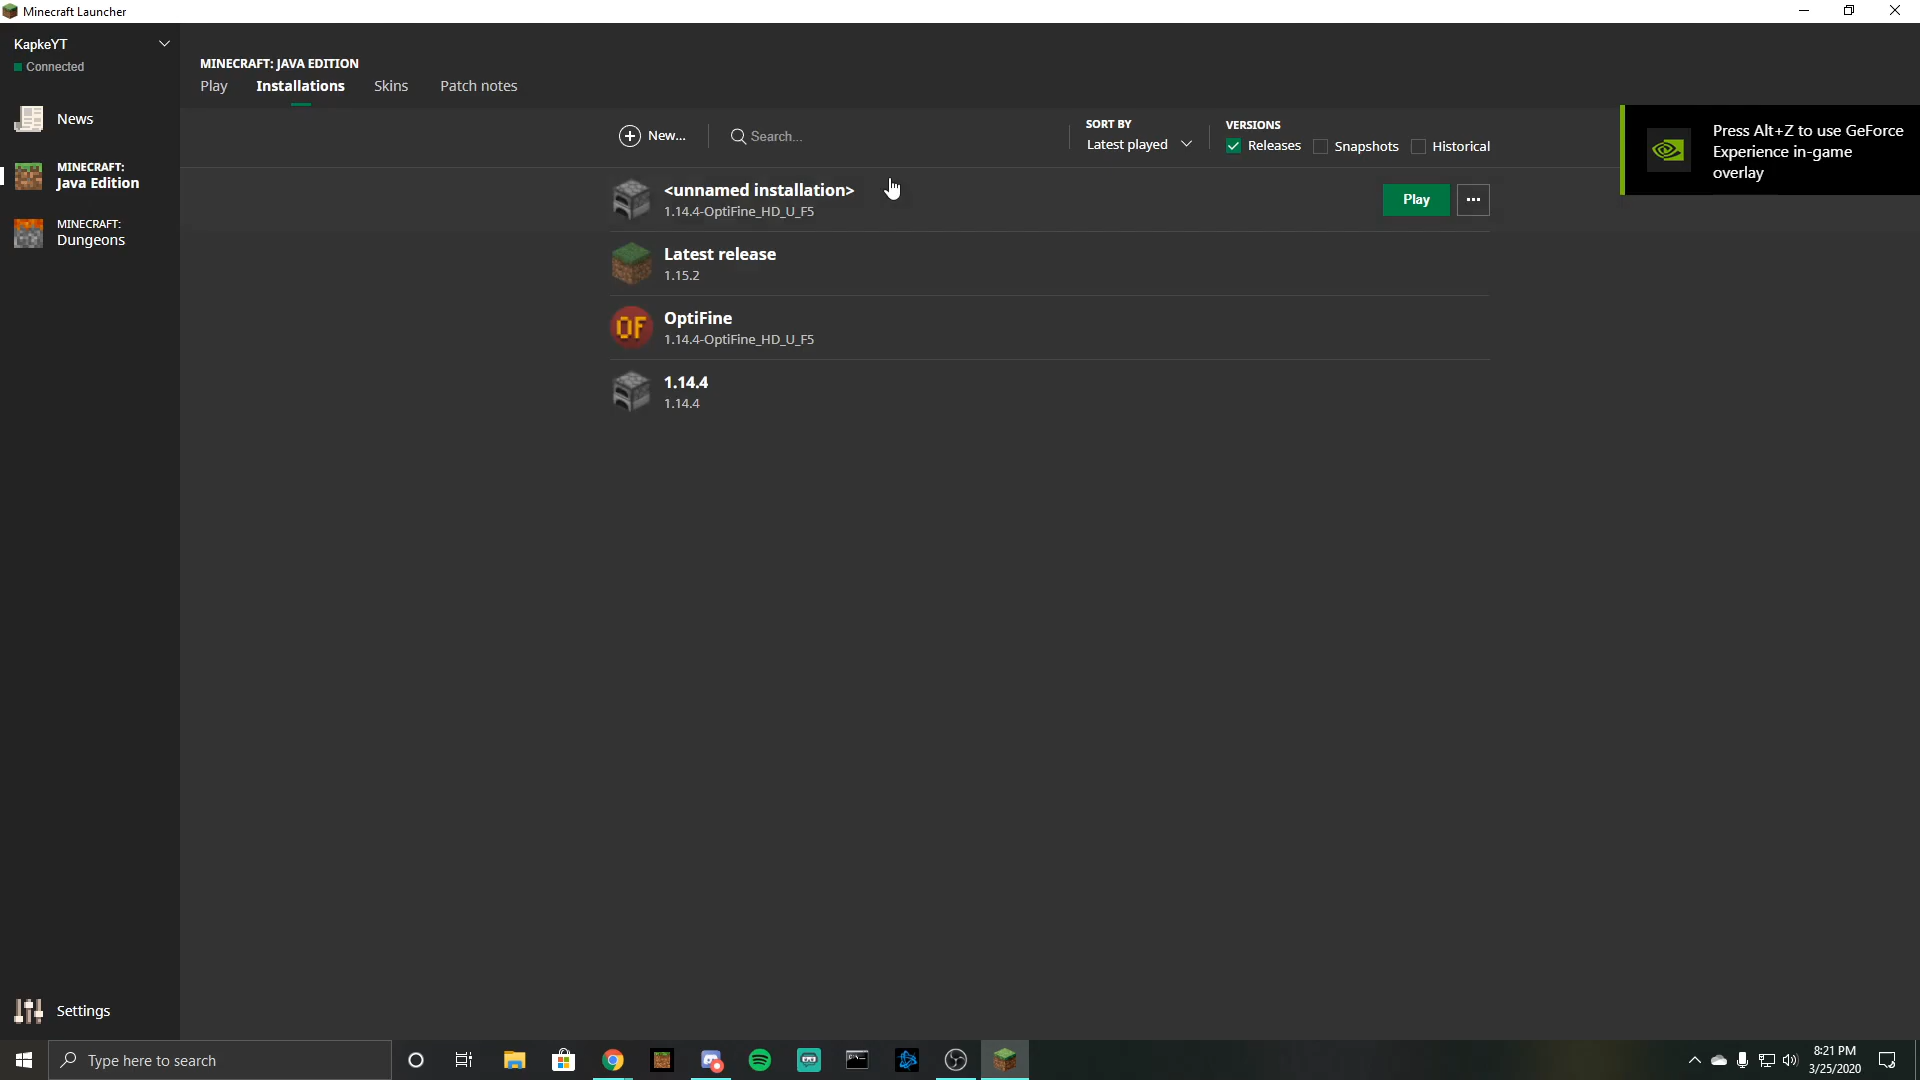 Minecraft Launcher
KapkeYT
Connected
News
MINECRAFT:
Java Edition
MINECRAFT:
Dungeons
Settings
MINECRAFT: JAVA EDITION
Play Installations Skins Patch notes
New... Search...
SORT BY
Latest played
VERSIONS
Releases Snapshots Historical
<unnamed installation>
1.14.4-OptiFine_HD_U_F5
Play ...
Latest release
1.15.2
OF
OptiFine
1.14.4-OptiFine_HD_U_F5
1.14.4
1.14.4
Press Alt+Z to use GeForce
Experience in-game
overlay
Type here to search
8:21 PM
3/25/2020